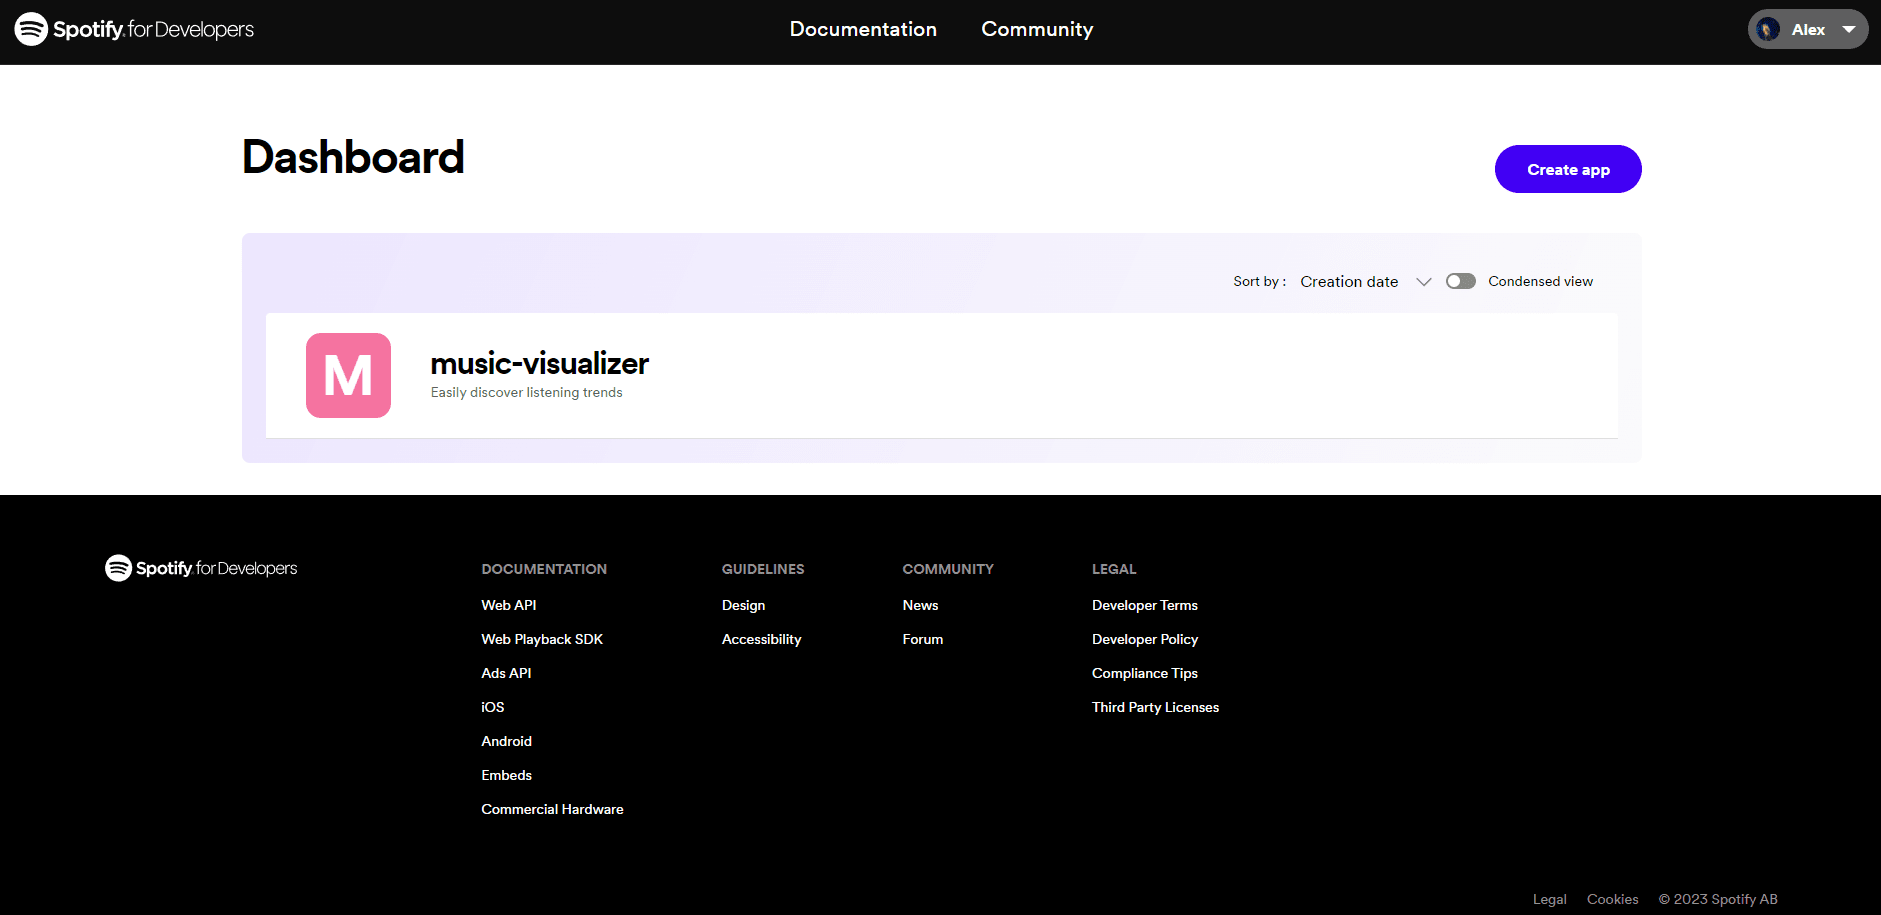 Spotify for Developers
Documentation Community
Alex
Dashboard
Create app
Sort by : Creation date Condensed view
M
music-visualizer
Easily discover listening trends
Spotify for Developers
DOCUMENTATION
Web API
Web Playback SDK
Ads API
iOS
Android
Embeds
Commercial Hardware
GUIDELINES
Design
Accessibility
COMMUNITY
News
Forum
LEGAL
Developer Terms
Developer Policy
Compliance Tips
Third Party Licenses
Legal Cookies © 2023 Spotify AB